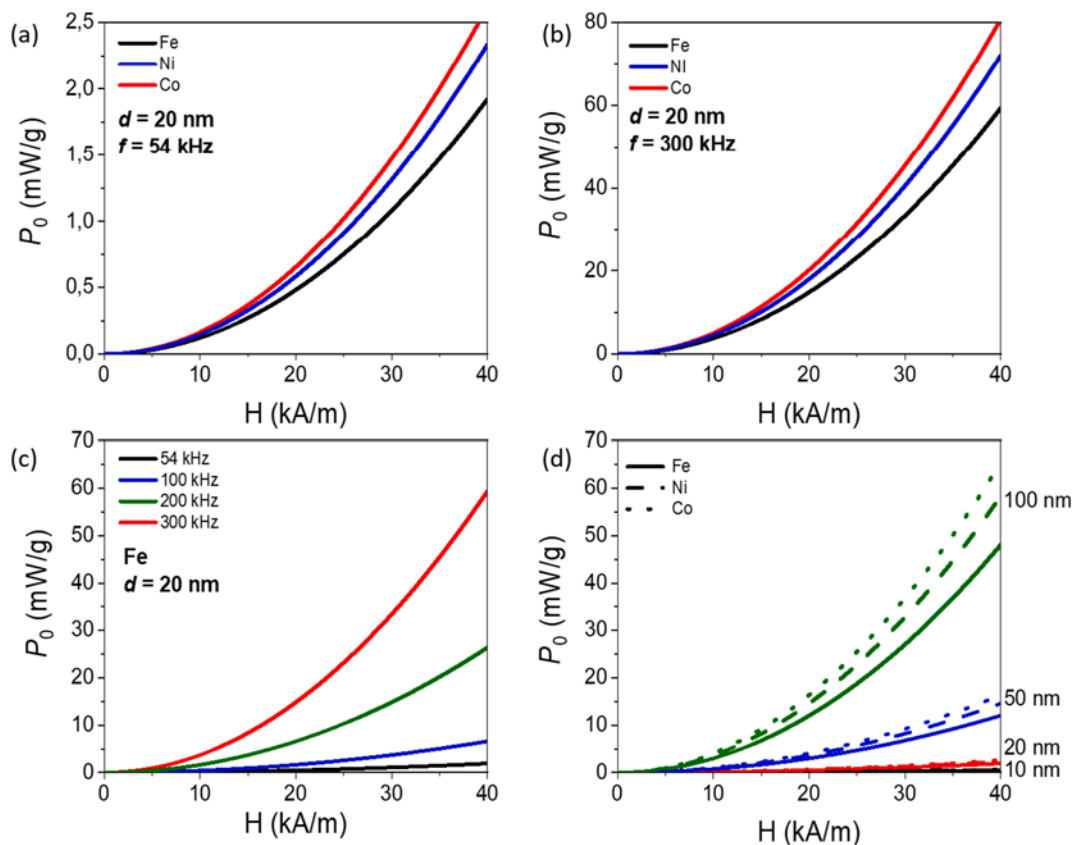 (a)
2,5
2,0
1,5
1,0
0,5
0,0
P0 (mW/g)
Fe
Ni
Co
d = 20 nm
f = 54 kHz
0 10 20 30 40
H (kA/m)
(b)
80
60
40
20
0
P0 (mW/g)
Fe
NI
Co
d = 20 nm
f = 300 kHz
0 10 20 30 40
H (kA/m)
(c)
70
60
50
40
30
20
10
0
P0 (mW/g)
54 kHz
100 kHz
200 kHz
300 kHz
Fe
d = 20 nm
0 10 20 30 40
H (kA/m)
(d)
70
60
50
40
30
20
10
0
P0 (mW/g)
Fe
Ni
Co
100 nm
50 nm
20 nm
10 nm
0 10 20 30 40
H (kA/m)